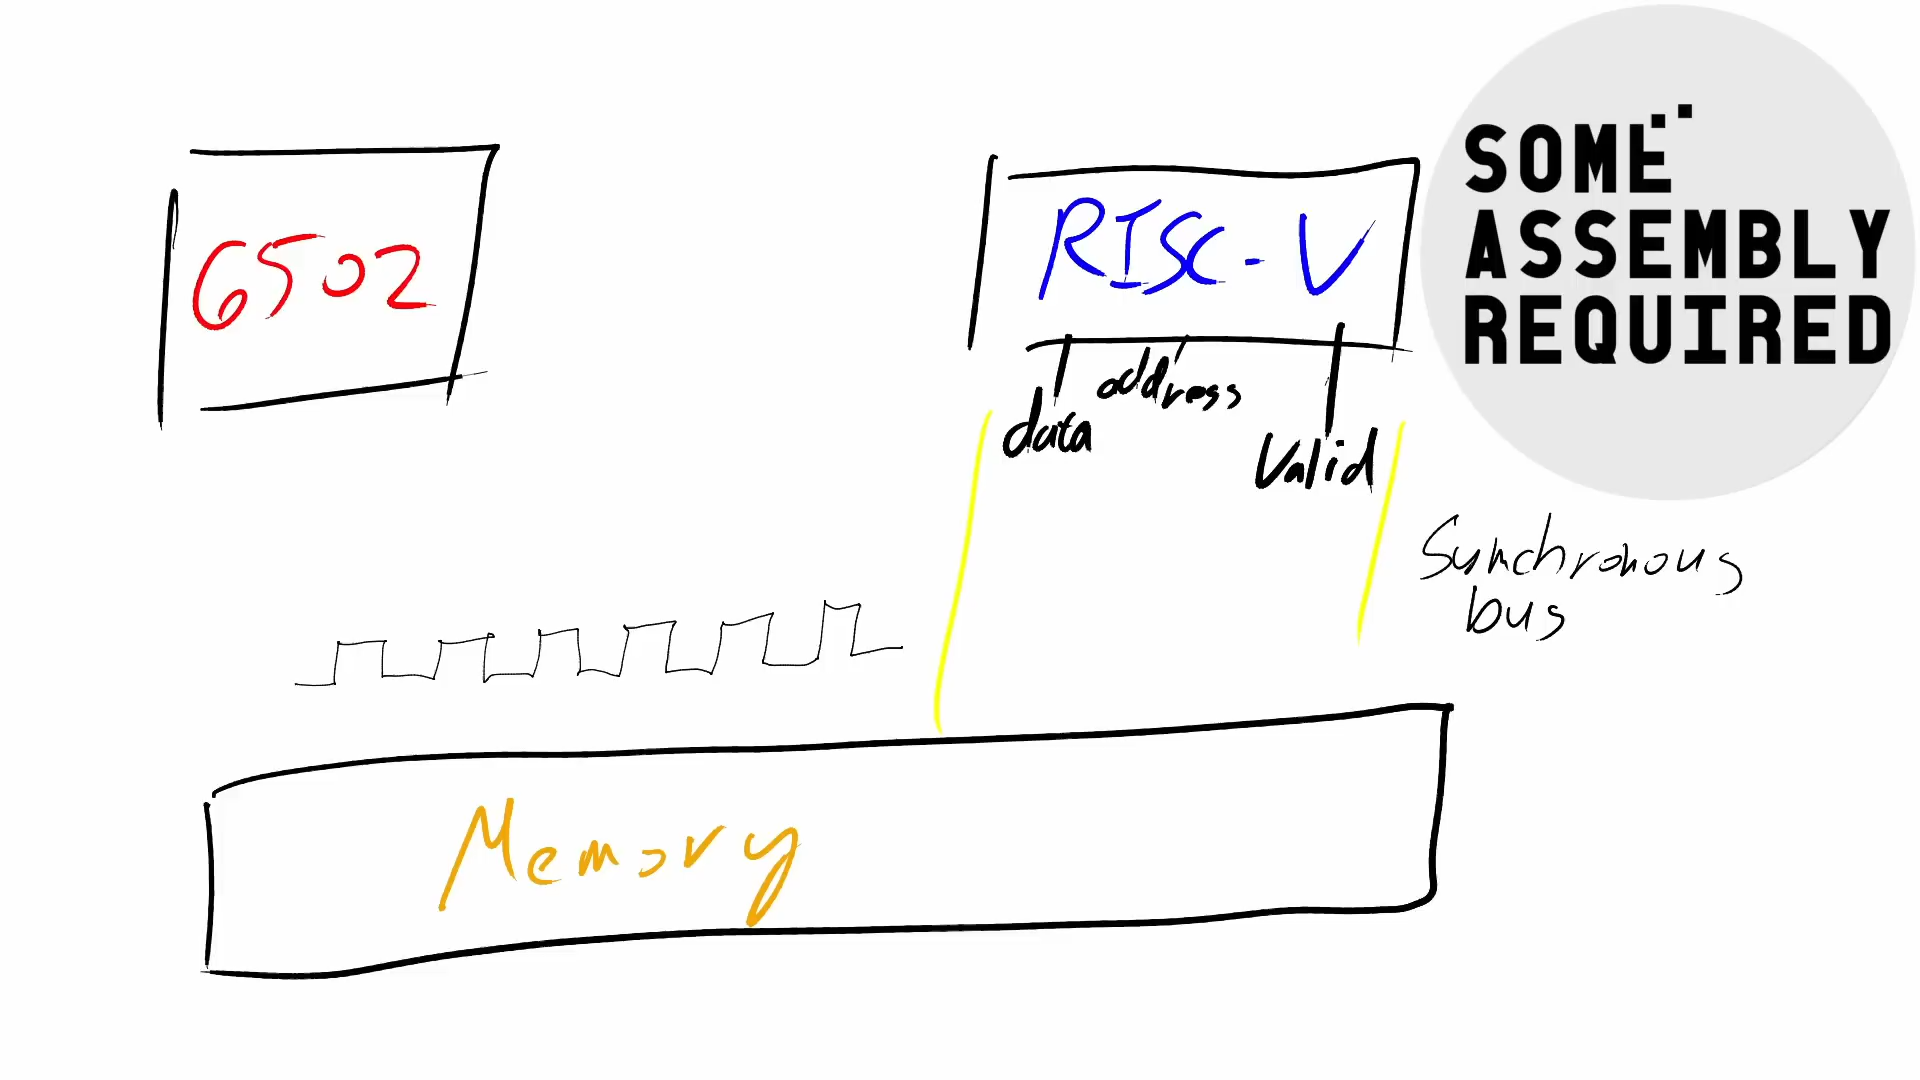 6502
RISC-V
SOME
ASSEMBLY
REQUIRED
data
address
Valid
Synchronous
bus
Memory